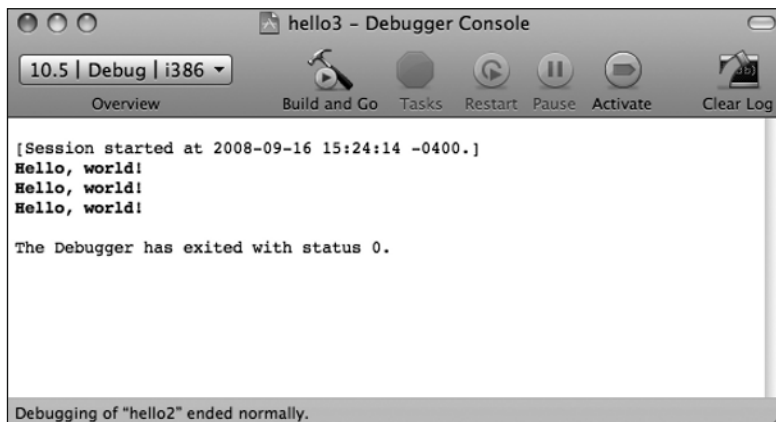 hello3 – Debugger Console
10.5 | Debug | i386
Overview
Build and Go
Tasks
Restart
Pause
Activate
Clear Log
[Session started at 2008-09-16 15:24:14 -0400.]
Hello, world!
Hello, world!
Hello, world!
The Debugger has exited with status 0.
Debugging of “hello2” ended normally.